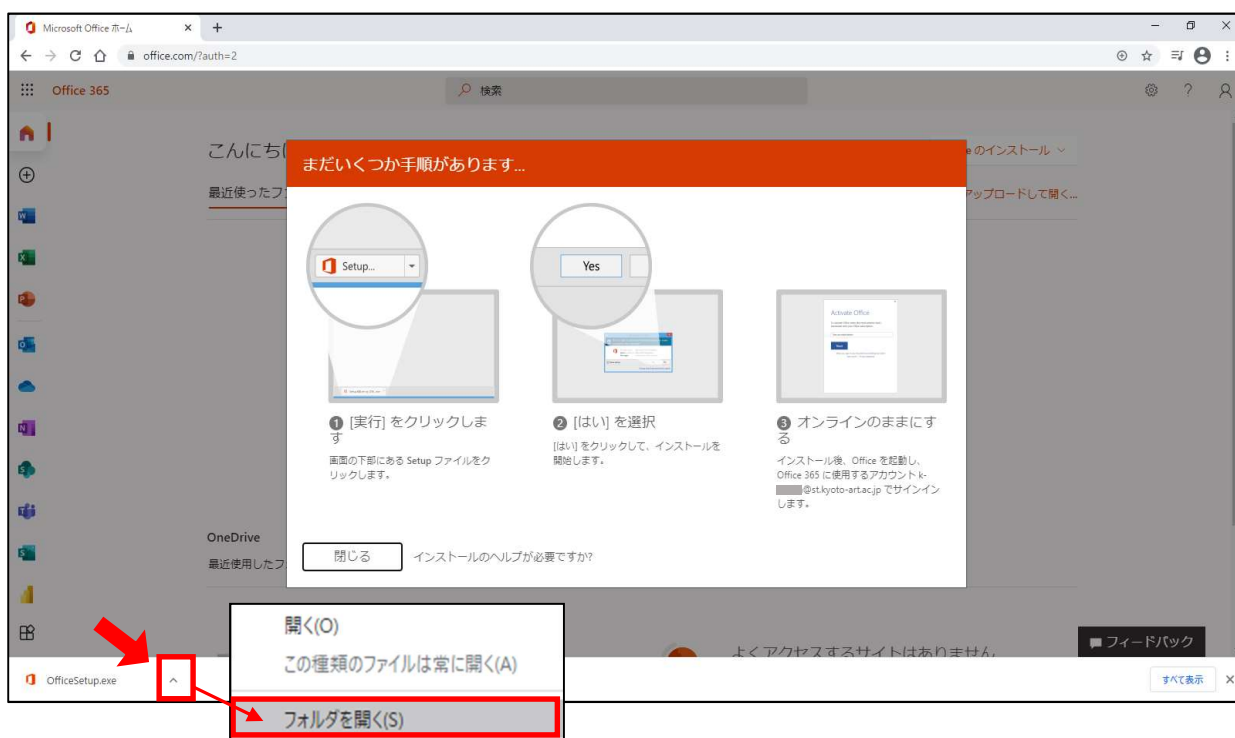 Microsoft Office ホーム
office.com/?auth=2
Office 365
検索
こんにち
e のインストール
最近使ったフ
アップロードして開く...
まだいくつか手順があります...
Setup...
Yes
Activate Office
❶ [実行] をクリックしま
す
画面の下部にある Setup ファイルをク
リックします。
❷ [はい] を選択
[はい] をクリックして、インストールを
開始します。
❸ オンラインのままにす
る
インストール後、Office を起動し、
Office 365 に使用するアカウント k-
@st.kyoto-art.ac.jp でサインイン
します。
OneDrive
最近使用したフ
閉じる
インストールのヘルプが必要ですか?
開く(O)
この種類のファイルは常に開く(A)
フォルダを開く(S)
よくアクセスするサイトはありません
フィードバック
OfficeSetup.exe
すべて表示